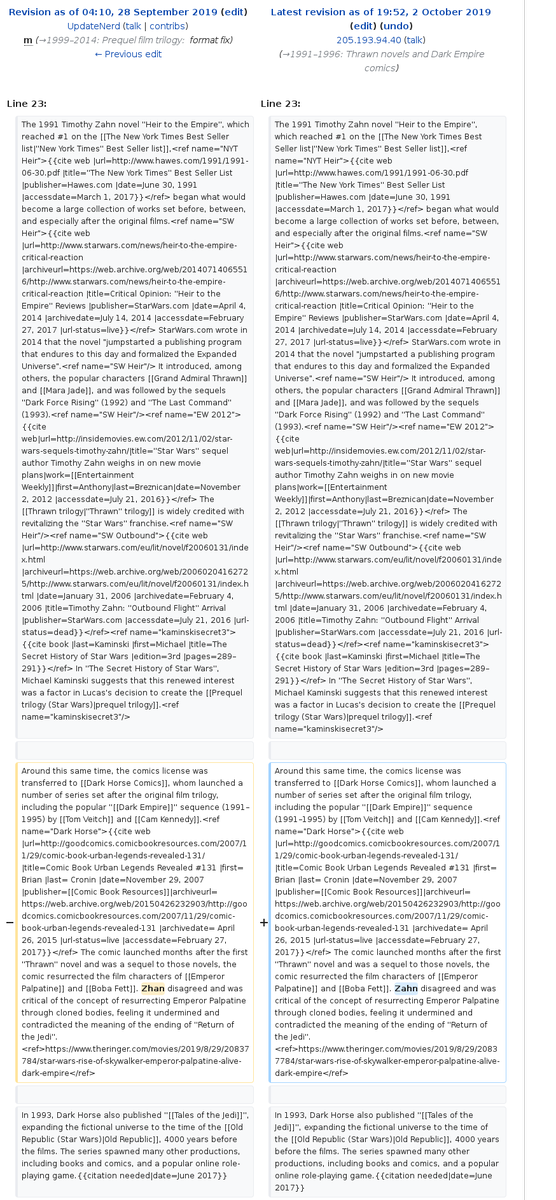 Revision as of 04:10, 28 September 2019 (edit)
UpdateNerd (talk | contribs)
m (→1999–2014: Prequel film trilogy: format fix)
← Previous edit
Latest revision as of 19:52, 2 October 2019
(edit) (undo)
205.193.94.40 (talk)
(→1991–1996: Thrawn novels and Dark Empire
comics)
Line 23:
The 1991 Timothy Zahn novel ''Heir to the Empire'', which
reached #1 on the [[The New York Times Best Seller
list|''New York Times'' Best Seller list]],<ref name="NYT
Heir">{{cite web |url=http://www.hawes.com/1991/1991-
06-30.pdf |title=''The New York Times'' Best Seller List
|publisher=Hawes.com |date=June 30, 1991
|accessdate=March 1, 2017}}</ref> began what would
become a large collection of works set before, between,
and especially after the original films.<ref name="SW
Heir">{{cite web
|url=http://www.starwars.com/news/heir-to-the-empire-
critical-reaction
|archiveurl=https://web.archive.org/web/2014071406551
6/http://www.starwars.com/news/heir-to-the-empire-
critical-reaction |title=Critical Opinion: ''Heir to the
Empire'' Reviews |publisher=StarWars.com |date=April 4,
2014 |archivedate=July 14, 2014 |accessdate=February
27, 2017 |url-status=live}}</ref> StarWars.com wrote in
2014 that the novel "jumpstarted a publishing program
that endures to this day and formalized the Expanded
Universe".<ref name="SW Heir"/> It introduced, among
others, the popular characters [[Grand Admiral Thrawn]]
and [[Mara Jade]], and was followed by the sequels
''Dark Force Rising'' (1992) and ''The Last Command''
(1993).<ref name="SW Heir"/><ref name="EW 2012">
{{cite
web|url=http://insidemovies.ew.com/2012/11/02/star-
wars-sequels-timothy-zahn/|title=''Star Wars'' sequel
author Timothy Zahn weighs in on new movie
plans|work=[[Entertainment
Weekly]]|first=Anthony|last=Breznican|date=November
2, 2012 |accessdate=July 21, 2016}}</ref> The
[[Thrawn trilogy|''Thrawn'' trilogy]] is widely credited with
revitalizing the ''Star Wars'' franchise.<ref name="SW
Heir"/><ref name="SW Outbound">{{cite web
|url=http://www.starwars.com/eu/lit/novel/f20060131/inde
x.html
|archiveurl=https://web.archive.org/web/2006020416272
5/http://www.starwars.com/eu/lit/novel/f20060131/index.h
tml |date=January 31, 2006 |archivedate=February 4,
2006 |title=Timothy Zahn: ''Outbound Flight'' Arrival
|publisher=StarWars.com |accessdate=July 21, 2016 |url-
status=dead}}</ref><ref name="kaminskisecret3">
{{cite book |last=Kaminski |first=Michael |title=The
Secret History of Star Wars |edition=3rd |pages=289–
291}}</ref> In ''The Secret History of Star Wars'',
Michael Kaminski suggests that this renewed interest
was a factor in Lucas's decision to create the [[Prequel
trilogy (Star Wars)|prequel trilogy]].<ref
name="kaminskisecret3"/>
−
Around this same time, the comics license was
transferred to [[Dark Horse Comics]], whom launched a
number of series set after the original film trilogy,
including the popular ''[[Dark Empire]]'' sequence (1991–
1995) by [[Tom Veitch]] and [[Cam Kennedy]].<ref
name="Dark Horse">{{cite web
|url=http://goodcomics.comicbookresources.com/2007/1
1/29/comic-book-urban-legends-revealed-131/
|title=Comic Book Urban Legends Revealed #131 |first=
Brian |last= Cronin |date=November 29, 2007
|publisher=[[Comic Book Resources]]|archiveurl=
https://web.archive.org/web/20150426232903/http://goo
dcomics.comicbookresources.com/2007/11/29/comic-
book-urban-legends-revealed-131 |archivedate= April
26, 2015 |url-status=live |accessdate=February 27,
2017}}</ref> The comic launched months after the first
''Thrawn'' novel and was a sequel to those novels, the
comic resurrected the film characters of [[Emperor
Palpatine]] and [[Boba Fett]]. Zhan disagreed and was
critical of the concept of resurrecting Emperor Palpatine
through cloned bodies, feeling it undermined and
contradicted the meaning of the ending of ''Return of
the Jedi''.
<ref>https://www.theringer.com/movies/2019/8/29/20837
784/star-wars-rise-of-skywalker-emperor-palpatine-alive-
dark-empire</ref>
In 1993, Dark Horse also published ''[[Tales of the Jedi]]'',
expanding the fictional universe to the time of the [[Old
Republic (Star Wars)|Old Republic]], 4000 years before
the films. The series spawned many other productions,
including books and comics, and a popular online role-
playing game.{{citation needed|date=June 2017}}
Line 23:
The 1991 Timothy Zahn novel ''Heir to the Empire'',
which reached #1 on the [[The New York Times Best
Seller list|''New York Times'' Best Seller list]],<ref
name="NYT Heir">{{cite web
|url=http://www.hawes.com/1991/1991-06-30.pdf
|title=''The New York Times'' Best Seller List
|publisher=Hawes.com |date=June 30, 1991
|accessdate=March 1, 2017}}</ref> began what would
become a large collection of works set before, between,
and especially after the original films.<ref name="SW
Heir">{{cite web
|url=http://www.starwars.com/news/heir-to-the-empire-
critical-reaction
|archiveurl=https://web.archive.org/web/2014071406551
6/http://www.starwars.com/news/heir-to-the-empire-
critical-reaction |title=Critical Opinion: ''Heir to the
Empire'' Reviews |publisher=StarWars.com |date=April 4,
2014 |archivedate=July 14, 2014 |accessdate=February
27, 2017 |url-status=live}}</ref> StarWars.com wrote in
2014 that the novel "jumpstarted a publishing program
that endures to this day and formalized the Expanded
Universe".<ref name="SW Heir"/> It introduced, among
others, the popular characters [[Grand Admiral Thrawn]]
and [[Mara Jade]], and was followed by the sequels
''Dark Force Rising'' (1992) and ''The Last Command''
(1993).<ref name="SW Heir"/><ref name="EW 2012">
{{cite
web|url=http://insidemovies.ew.com/2012/11/02/star-
wars-sequels-timothy-zahn/|title=''Star Wars'' sequel
author Timothy Zahn weighs in on new movie
plans|work=[[Entertainment
Weekly]]|first=Anthony|last=Breznican|date=November
2, 2012 |accessdate=July 21, 2016}}</ref> The
[[Thrawn trilogy|''Thrawn'' trilogy]] is widely credited with
revitalizing the ''Star Wars'' franchise.<ref name="SW
Heir"/><ref name="SW Outbound">{{cite web
|url=http://www.starwars.com/eu/lit/novel/f20060131/inde
x.html
|archiveurl=https://web.archive.org/web/2006020416272
5/http://www.starwars.com/eu/lit/novel/f20060131/index.h
tml |date=January 31, 2006 |archivedate=February 4,
2006 |title=Timothy Zahn: ''Outbound Flight'' Arrival
|publisher=StarWars.com |accessdate=July 21, 2016 |url-
status=dead}}</ref><ref name="kaminskisecret3">
{{cite book |last=Kaminski |first=Michael |title=The
Secret History of Star Wars |edition=3rd |pages=289–
291}}</ref> In ''The Secret History of Star Wars'',
Michael Kaminski suggests that this renewed interest
was a factor in Lucas's decision to create the [[Prequel
trilogy (Star Wars)|prequel trilogy]].<ref
name="kaminskisecret3"/>
+
Around this same time, the comics license was
transferred to [[Dark Horse Comics]], whom launched a
number of series set after the original film trilogy,
including the popular ''[[Dark Empire]]'' sequence
(1991–1995) by [[Tom Veitch]] and [[Cam Kennedy]].<ref
name="Dark Horse">{{cite web
|url=http://goodcomics.comicbookresources.com/2007/1
1/29/comic-book-urban-legends-revealed-131/
|title=Comic Book Urban Legends Revealed #131 |first=
Brian |last= Cronin |date=November 29, 2007
|publisher=[[Comic Book Resources]]|archiveurl=
https://web.archive.org/web/20150426232903/http://goo
dcomics.comicbookresources.com/2007/11/29/comic-
book-urban-legends-revealed-131 |archivedate= April
26, 2015 |url-status=live |accessdate=February 27,
2017}}</ref> The comic launched months after the first
''Thrawn'' novel and was a sequel to those novels, the
comic resurrected the film characters of [[Emperor
Palpatine]] and [[Boba Fett]]. Zahn disagreed and was
critical of the concept of resurrecting Emperor Palpatine
through cloned bodies, feeling it undermined and
contradicted the meaning of the ending of ''Return of
the Jedi''.
<ref>https://www.theringer.com/movies/2019/8/29/2083
7784/star-wars-rise-of-skywalker-emperor-palpatine-
alive-dark-empire</ref>
In 1993, Dark Horse also published ''[[Tales of the
Jedi]]'', expanding the fictional universe to the time of
the [[Old Republic (Star Wars)|Old Republic]], 4000 years
before the films. The series spawned many other
productions, including books and comics, and a popular
online role-playing game.{{citation needed|date=June
2017}}